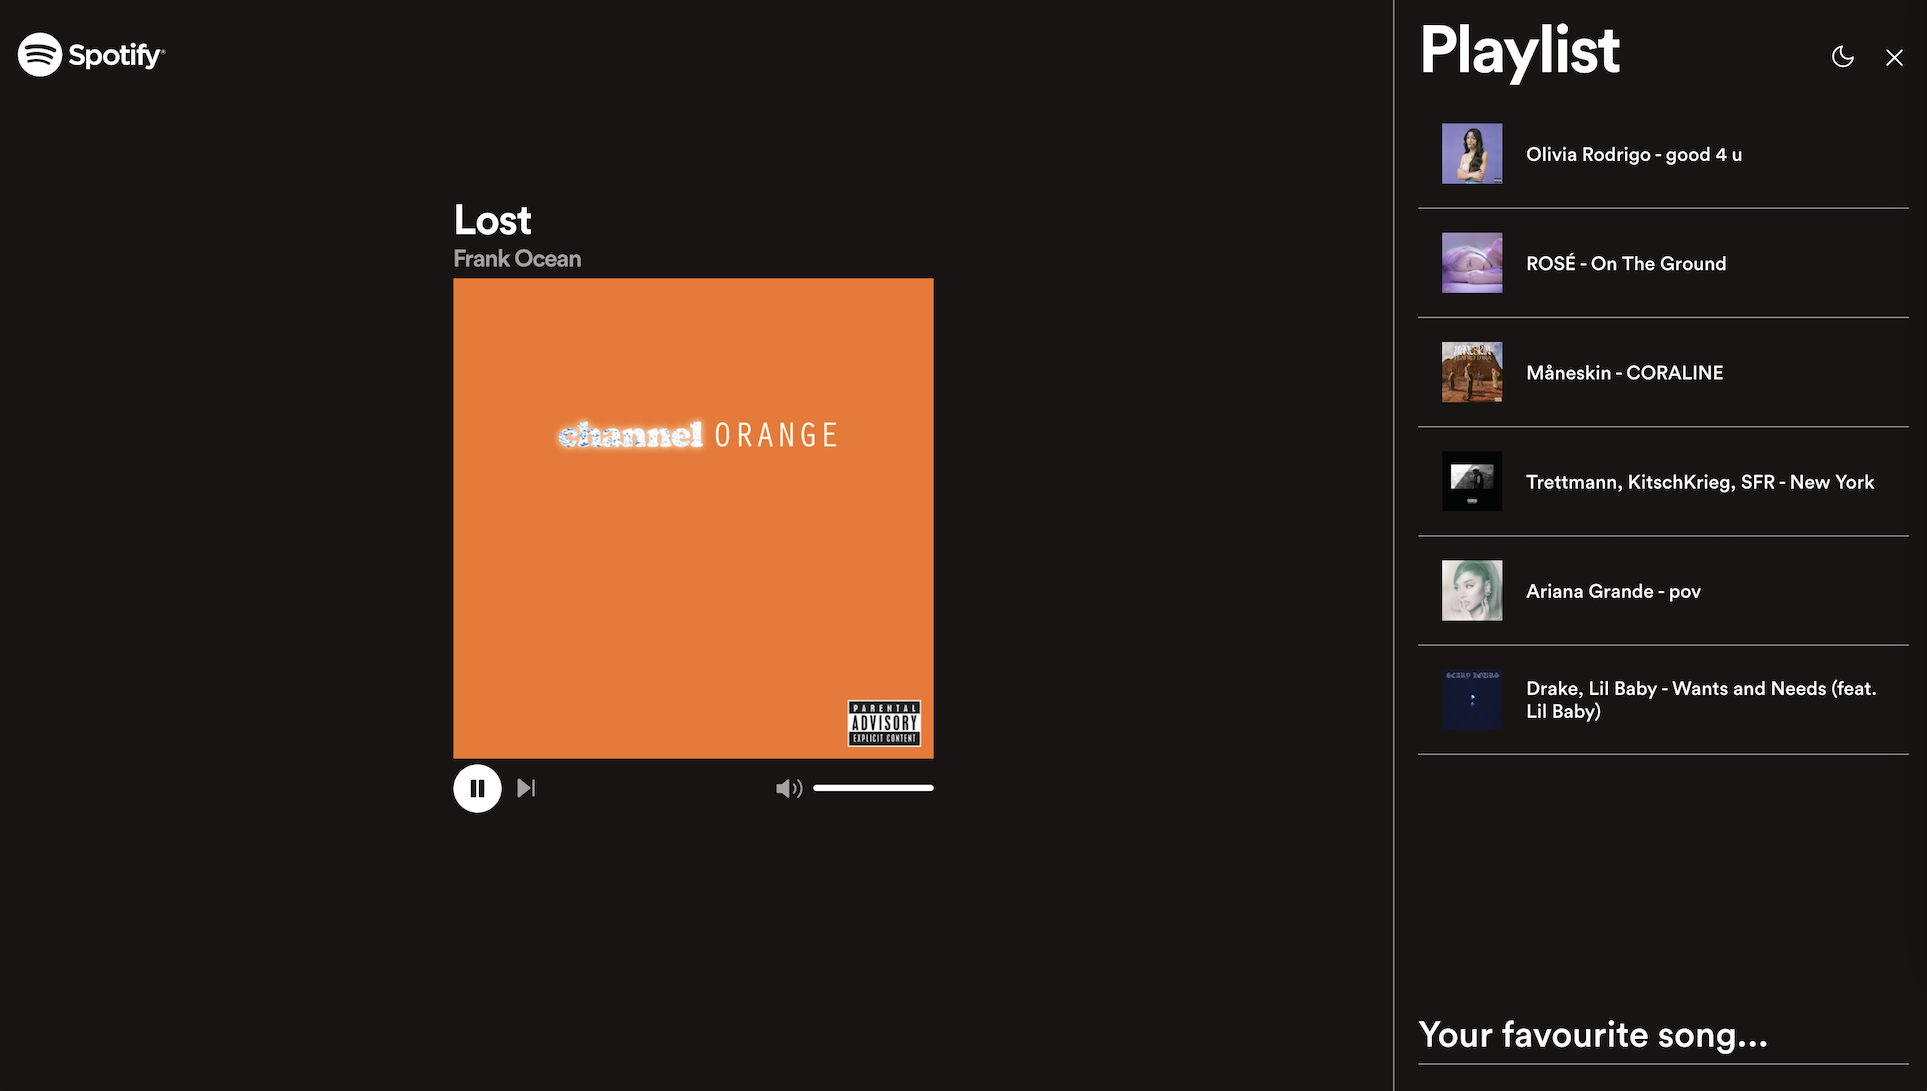 Spotify®
Lost
Frank Ocean
channel ORANGE
PARENTAL
ADVISORY
EXPLICIT CONTENT
Playlist
Olivia Rodrigo - good 4 u
ROSÉ - On The Ground
Måneskin - CORALINE
Trettmann, KitschKrieg, SFR - New York
Ariana Grande - pov
SCARY HOURS
Drake, Lil Baby - Wants and Needs (feat.
Lil Baby)
Your favourite song...